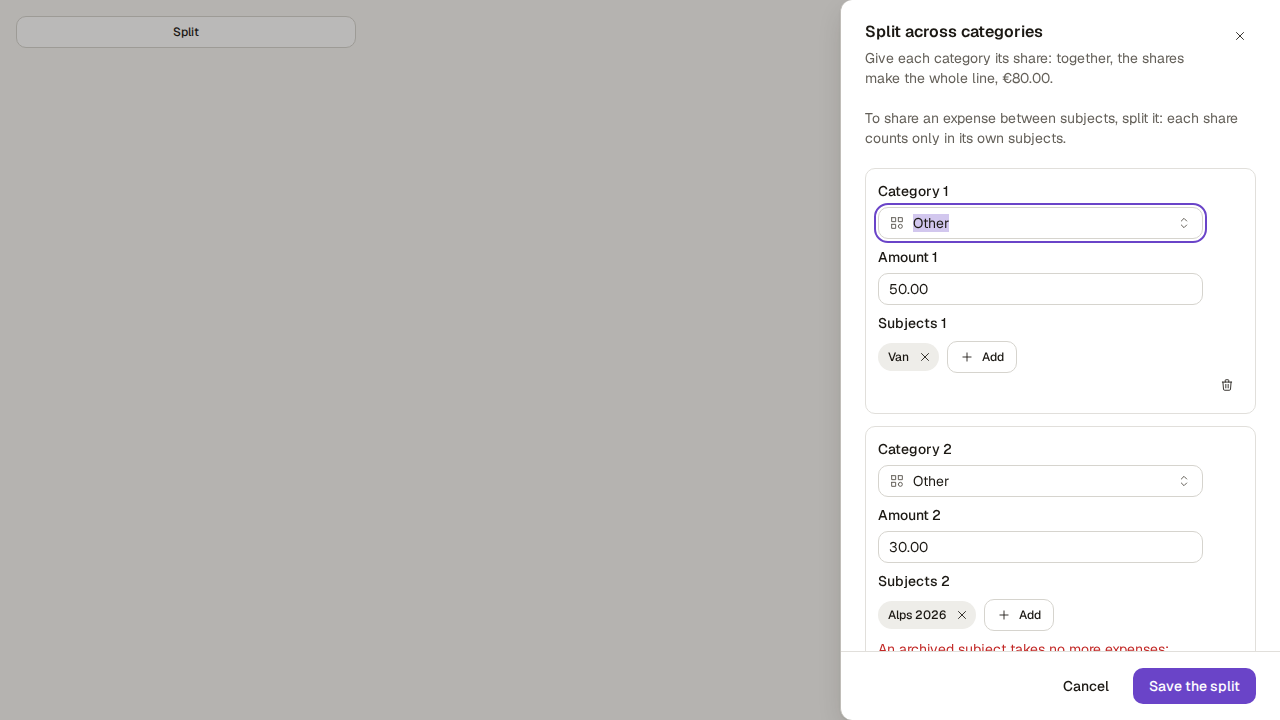 Split
Split across categories
Give each category its share: together, the shares
make the whole line, €80.00.
To share an expense between subjects, split it: each share
counts only in its own subjects.
Category 1
Other
Amount 1
50.00
Subjects 1
Van
Add
Category 2
Other
Amount 2
30.00
Subjects 2
Alps 2026
Add
An archived subject takes no more expenses:
Cancel
Save the split